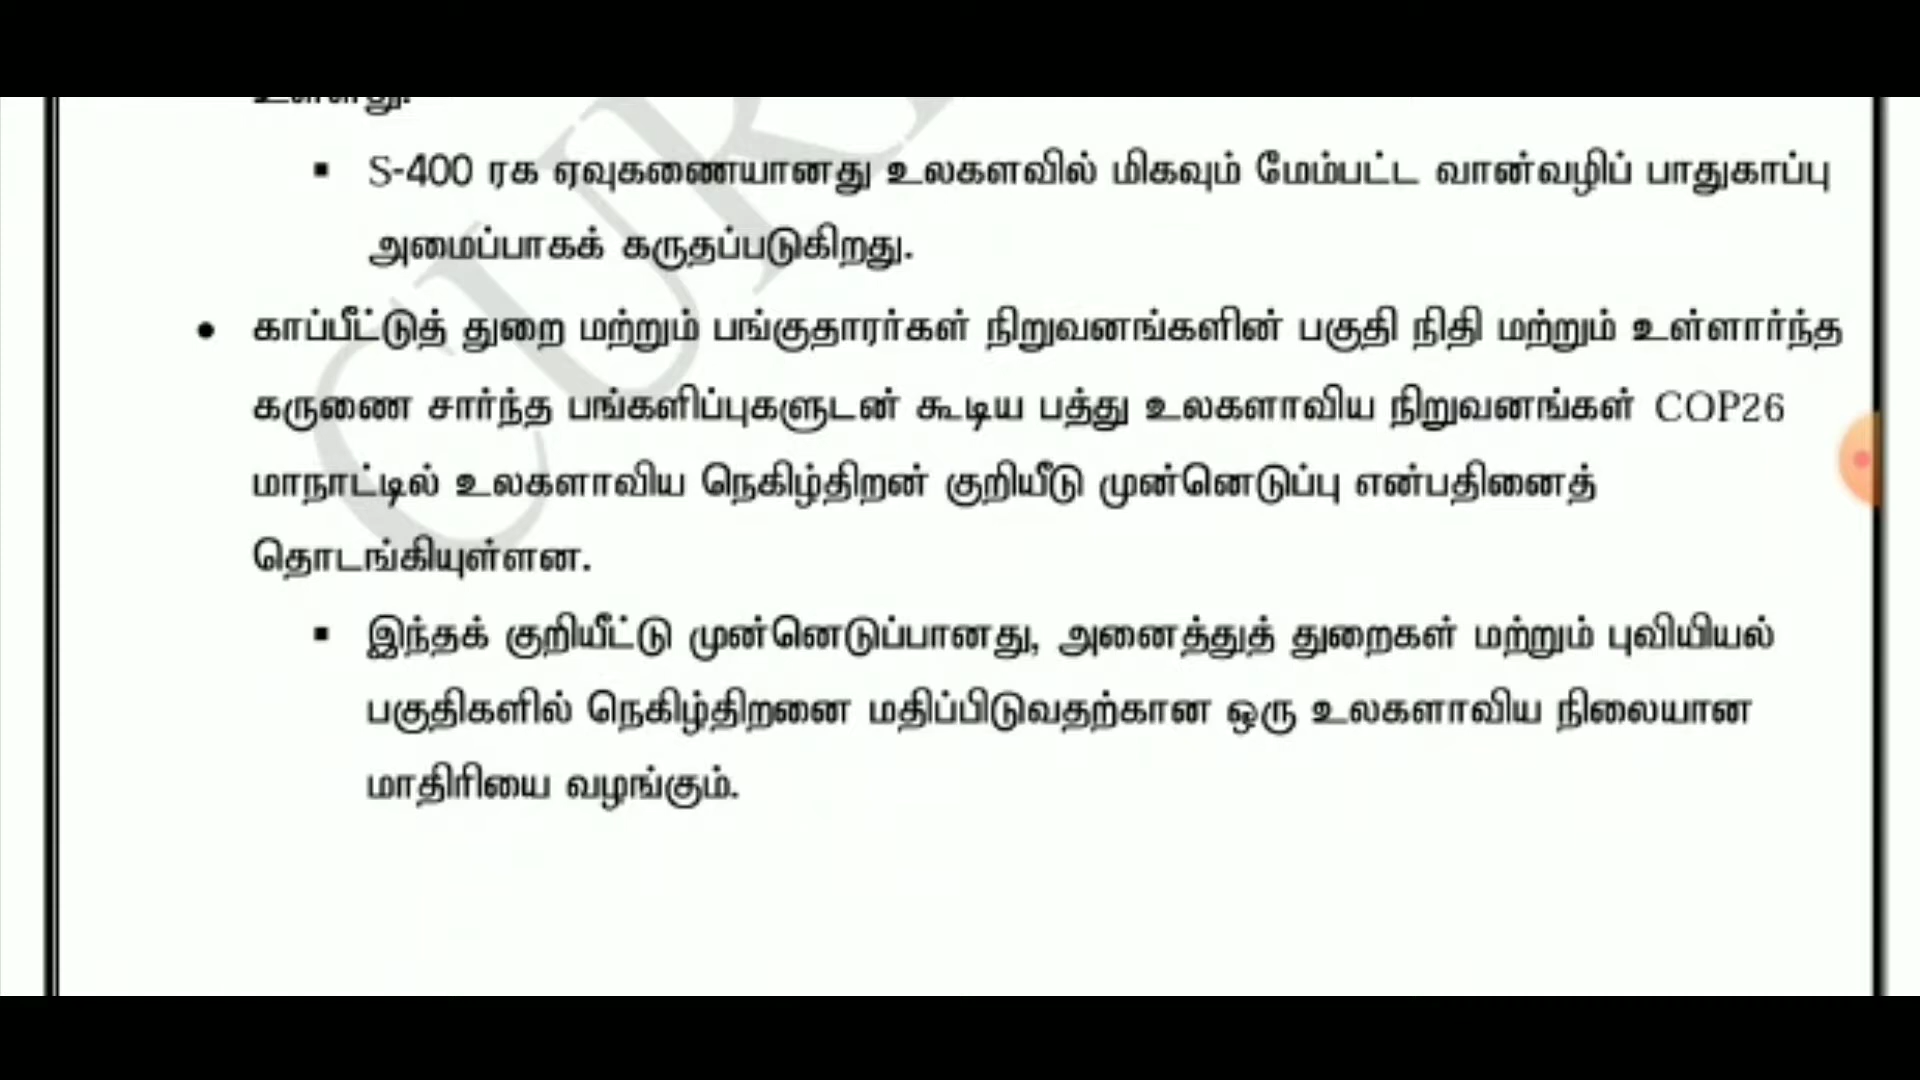 உள்ளது.
▪ S-400 ரக ஏவுகணையானது உலகளவில் மிகவும் மேம்பட்ட வான்வழிப் பாதுகாப்பு
அமைப்பாகக் கருதப்படுகிறது.
● காப்பீட்டுத் துறை மற்றும் பங்குதாரர்கள் நிறுவனங்களின் பகுதி நிதி மற்றும் உள்ளார்ந்த
கருணை சார்ந்த பங்களிப்புகளுடன் கூடிய பத்து உலகளாவிய நிறுவனங்கள் COP26
மாநாட்டில் உலகளாவிய நெகிழ்திறன் குறியீடு முன்னெடுப்பு என்பதினைத்
தொடங்கியுள்ளன.
▪ இந்தக் குறியீட்டு முன்னெடுப்பானது, அனைத்துத் துறைகள் மற்றும் புவியியல்
பகுதிகளில் நெகிழ்திறனை மதிப்பிடுவதற்கான ஒரு உலகளாவிய நிலையான
மாதிரியை வழங்கும்.